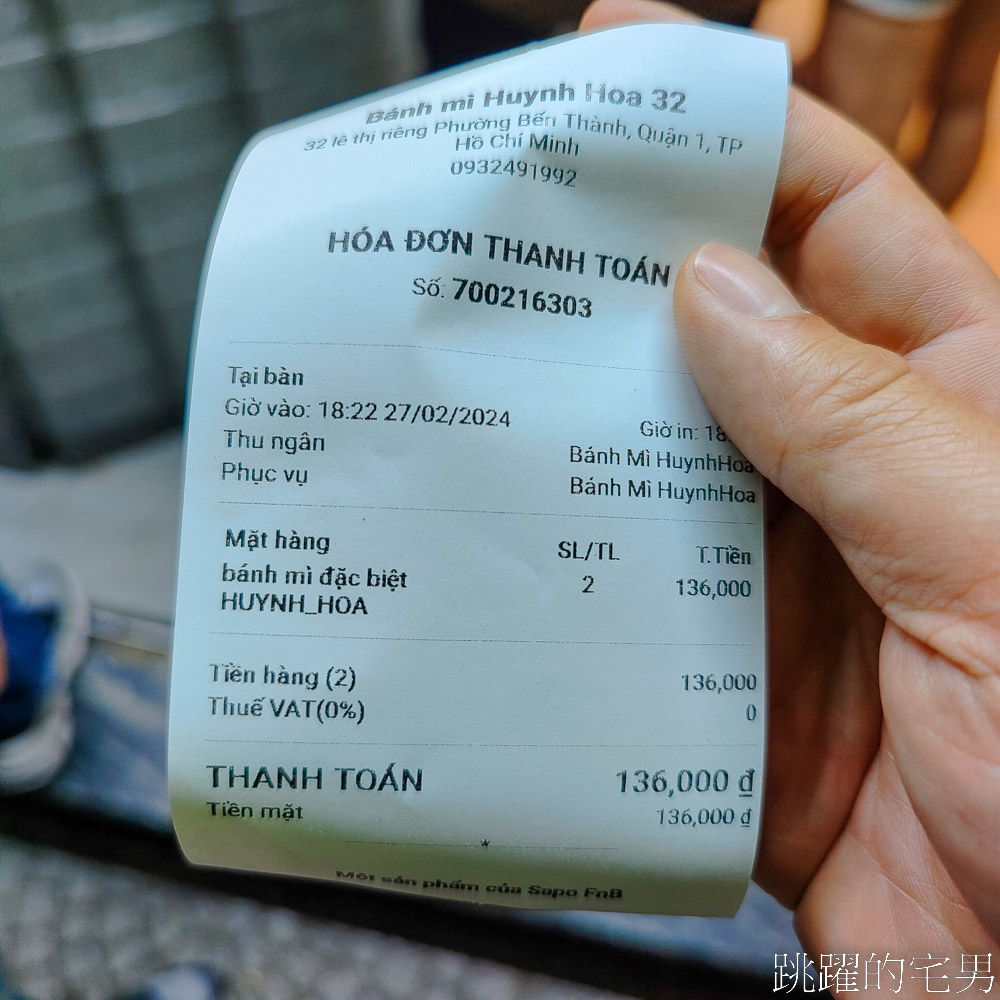 Bánh mì Huynh Hoa 32
32 lê thị riêng Phường Bến Thành, Quận 1, TP
Hồ Chí Minh
0932491992
HÓA ĐƠN THANH TOÁN
Số: 700216303
Tại bàn
Giờ vào: 18:22 27/02/2024 Giờ in: 18
Thu ngân Bánh Mì HuynhHoa
Phục vụ Bánh Mì HuynhHoa
Mặt hàng SL/TL T.Tiền
bánh mì đặc biệt 2 136,000
HUYNH_HOA
Tiền hàng (2) 136,000
Thuế VAT(0%) 0
THANH TOÁN 136,000 ₫
Tiền mặt 136,000 ₫
Một sản phẩm của Sapo FnB
跳躍的宅男